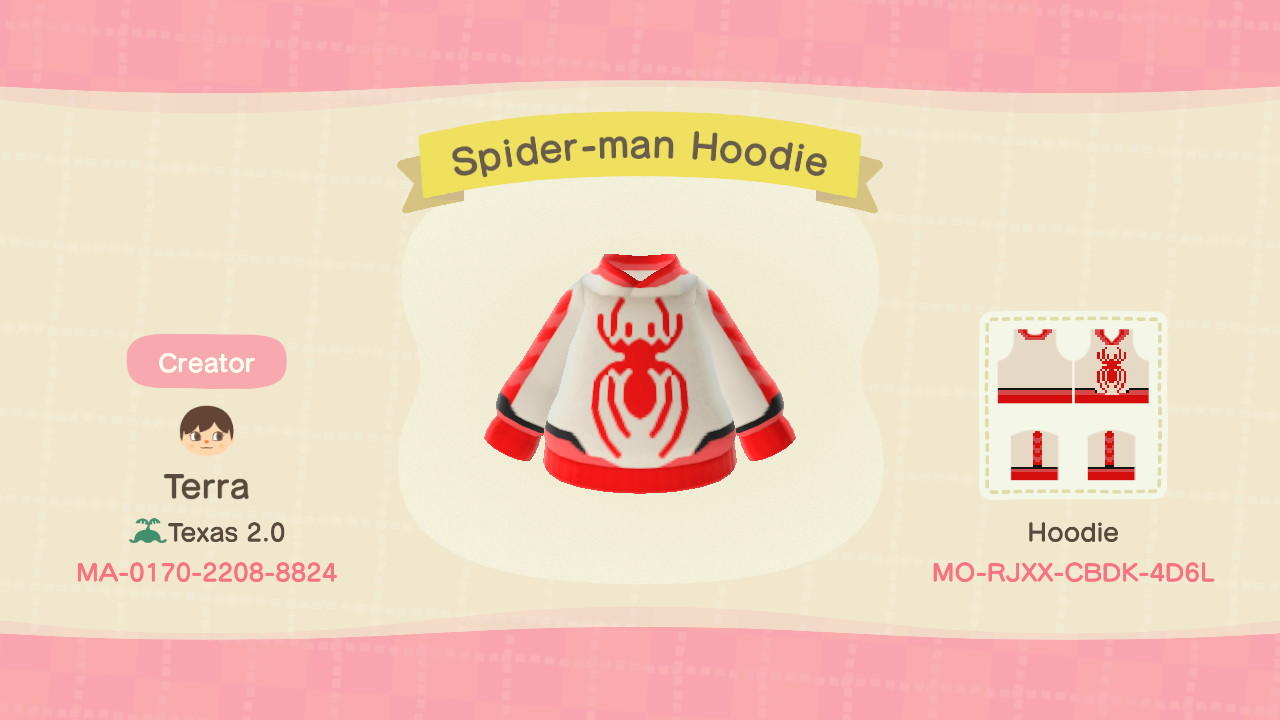 Spider-man Hoodie
Creator
Terra
Texas 2.0
MA-0170-2208-8824
Hoodie
MO-RJXX-CBDK-4D6L